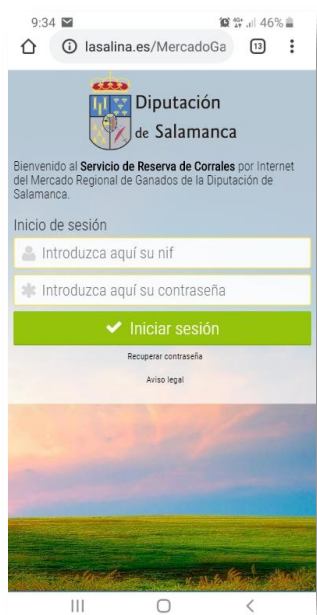 9:34
46%
lasalina.es/MercadoGa
13
Diputación
de Salamanca
Bienvenido al Servicio de Reserva de Corrales por Internet
del Mercado Regional de Ganados de la Diputación de
Salamanca.
Inicio de sesión
Introduzca aquí su nif
Introduzca aquí su contraseña
Iniciar sesión
Recuperar contraseña
Aviso legal